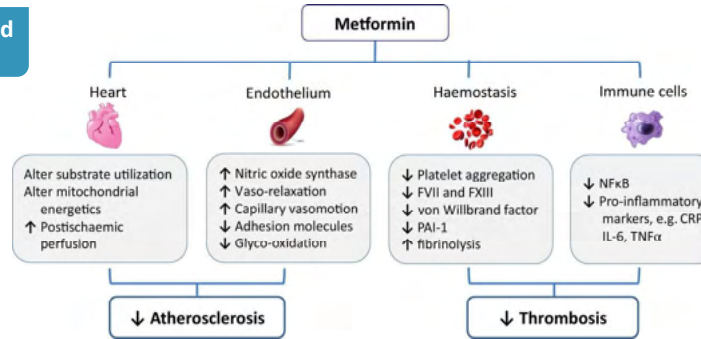 d
Metformin
Heart
Endothelium
Haemostasis
Immune cells
Alter substrate utilization
Alter mitochondrial
energetics
↑ Postischaemic
perfusion
↑ Nitric oxide synthase
↑ Vaso-relaxation
↑ Capillary vasomotion
↓ Adhesion molecules
↓ Glyco-oxidation
↓ Platelet aggregation
↓ FVII and FXIII
↓ von Willbrand factor
↓ PAI-1
↑ fibrinolysis
↓ NFκB
↓ Pro-inflammatory
markers, e.g. CRP
IL-6, TNFα
↓ Atherosclerosis
↓ Thrombosis